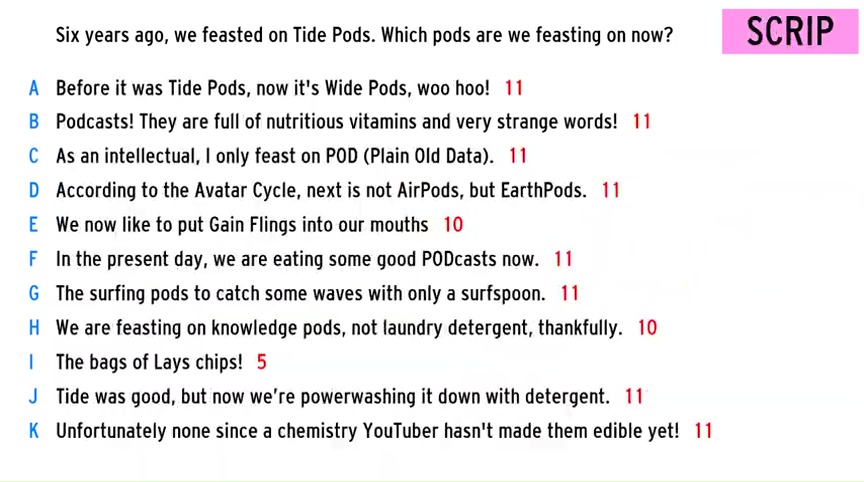 Six years ago, we feasted on Tide Pods. Which pods are we feasting on now?
SCRIP
A Before it was Tide Pods, now it's Wide Pods, woo hoo! 11
B Podcasts! They are full of nutritious vitamins and very strange words! 11
C As an intellectual, I only feast on POD (Plain Old Data). 11
D According to the Avatar Cycle, next is not AirPods, but EarthPods. 11
E We now like to put Gain Flings into our mouths 10
F In the present day, we are eating some good PODcasts now. 11
G The surfing pods to catch some waves with only a surfspoon. 11
H We are feasting on knowledge pods, not laundry detergent, thankfully. 10
I The bags of Lays chips! 5
J Tide was good, but now we're powerwashing it down with detergent. 11
K Unfortunately none since a chemistry YouTuber hasn't made them edible yet! 11